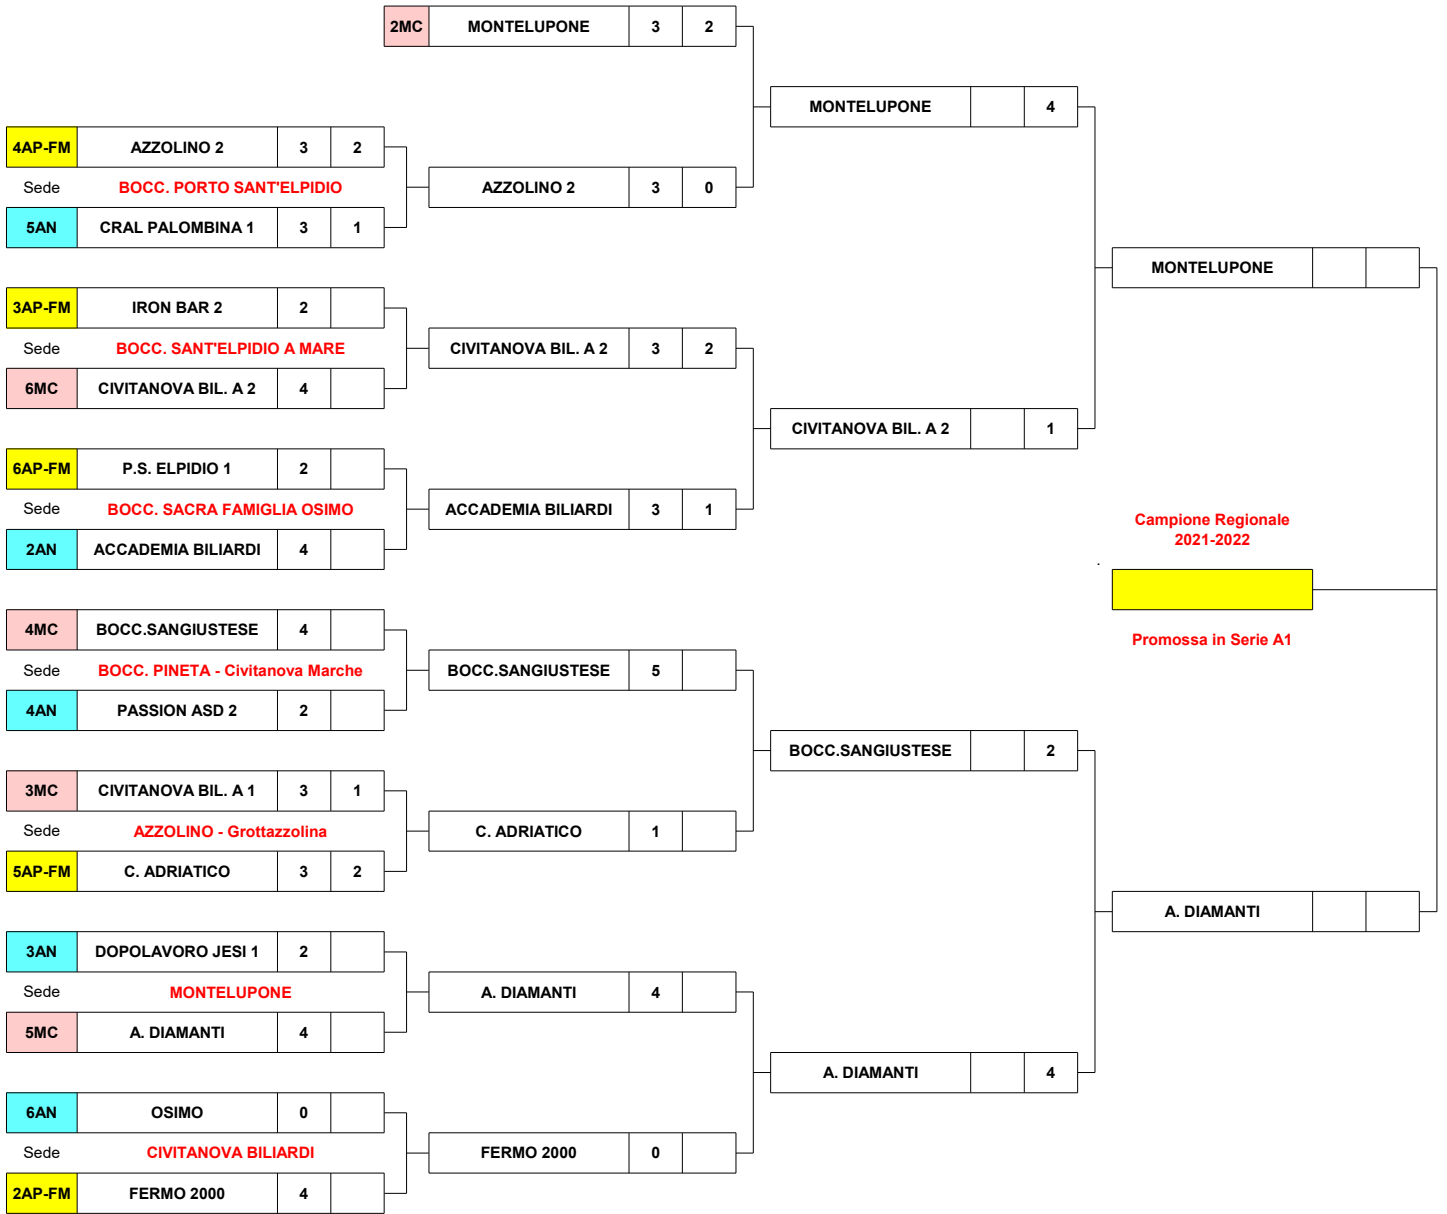 2MC MONTELUPONE 3 2
MONTELUPONE 4
4AP-FM AZZOLINO 2 3 2
Sede BOCC. PORTO SANT'ELPIDIO
AZZOLINO 2 3 0
5AN CRAL PALOMBINA 1 3 1
MONTELUPONE
3AP-FM IRON BAR 2 2
Sede BOCC. SANT'ELPIDIO A MARE
CIVITANOVA BIL. A 2 3 2
6MC CIVITANOVA BIL. A 2 4
CIVITANOVA BIL. A 2 1
6AP-FM P.S. ELPIDIO 1 2
Sede BOCC. SACRA FAMIGLIA OSIMO
ACCADEMIA BILIARDI 3 1
2AN ACCADEMIA BILIARDI 4
Campione Regionale
2021-2022
.
4MC BOCC.SANGIUSTESE 4
Promossa in Serie A1
Sede BOCC. PINETA - Civitanova Marche
BOCC.SANGIUSTESE 5
4AN PASSION ASD 2 2
BOCC.SANGIUSTESE 2
3MC CIVITANOVA BIL. A 1 3 1
Sede AZZOLINO - Grottazzolina
C. ADRIATICO 1
5AP-FM C. ADRIATICO 3 2
A. DIAMANTI
3AN DOPOLAVORO JESI 1 2
Sede MONTELUPONE
A. DIAMANTI 4
5MC A. DIAMANTI 4
A. DIAMANTI 4
6AN OSIMO 0
Sede CIVITANOVA BILIARDI
FERMO 2000 0
2AP-FM FERMO 2000 4